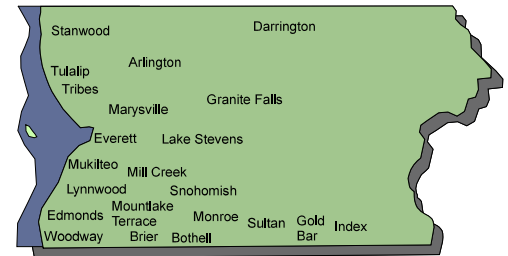 Darrington
Stanwood
Arlington
Tulalip
Tribes
Granite Falls
Marysville
Everett
Lake Stevens
Mukilteo
Mill Creek
Lynnwood
Snohomish
Mountlake
Terrace
Edmonds
Monroe
Sultan
Gold
Bar
Index
Woodway
Brier
Bothell